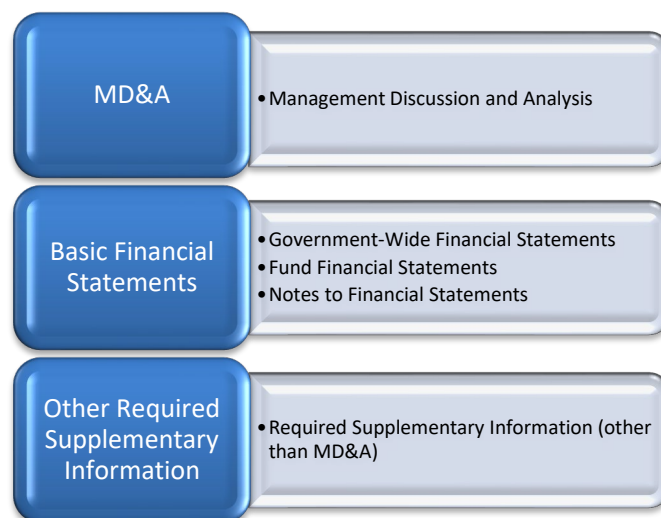 MD&A
• Management Discussion and Analysis
Basic Financial
Statements
• Government-Wide Financial Statements
• Fund Financial Statements
• Notes to Financial Statements
Other Required
Supplementary
Information
• Required Supplementary Information (other
than MD&A)